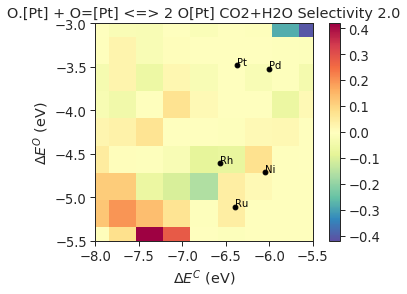 O.[Pt] + O=[Pt] <=> 2 O[Pt] CO2+H2O Selectivity 2.0
−3.0
−3.5
−4.0
−4.5
−5.0
−5.5
ΔE^O (eV)
Pt
Pd
Rh
Ni
Ru
−8.0 −7.5 −7.0 −6.5 −6.0 −5.5
ΔE^C (eV)
0.4
0.3
0.2
0.1
0.0
−0.1
−0.2
−0.3
−0.4